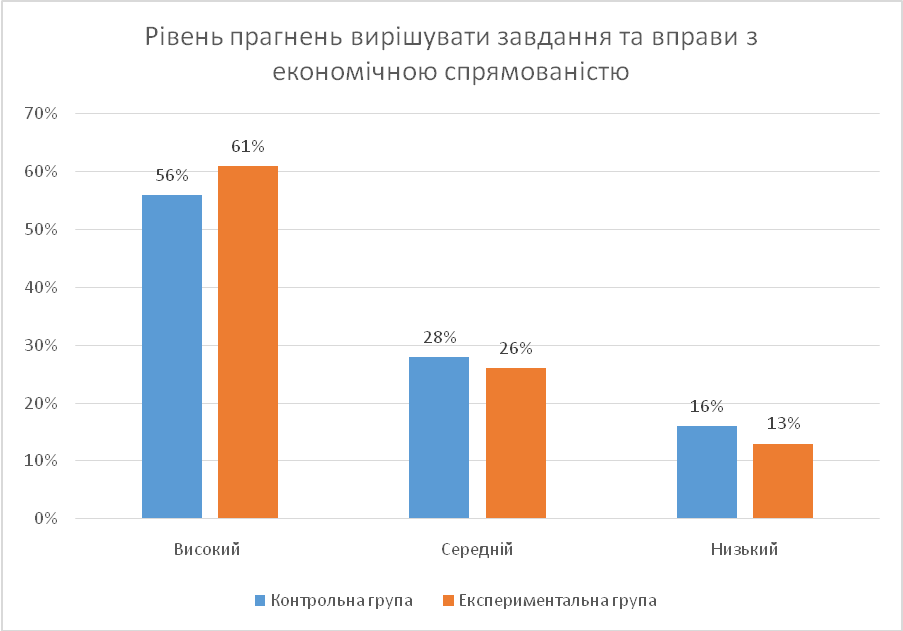 Рівень прагнень вирішувати завдання та вправи з
економічною спрямованістю
70%
60%
50%
40%
30%
20%
10%
0%
56%
61%
28%
26%
16%
13%
Високий
Середній
Низький
Контрольна група
Експериментальна група